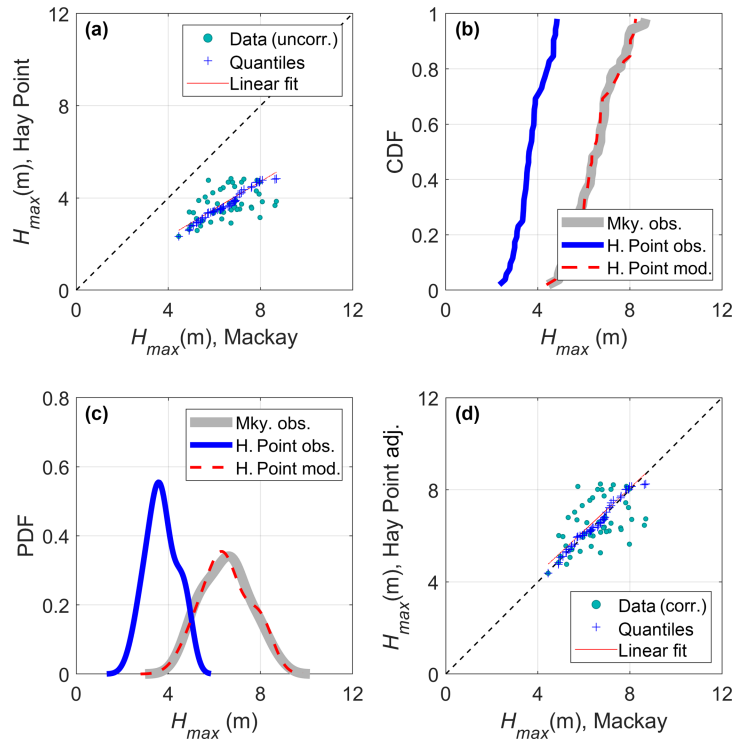 (a)
Data (uncorr.)
Quantiles
Linear fit
12
8
4
0
0
4
8
12
H_max(m), Hay Point
H_max(m), Mackay
(b)
1
0.8
0.6
0.4
0.2
0
0
4
8
12
CDF
Mky. obs.
H. Point obs.
H. Point mod.
H_max (m)
(c)
Mky. obs.
H. Point obs.
H. Point mod.
0.8
0.6
0.4
0.2
0
0
4
8
12
PDF
H_max (m)
(d)
12
8
4
0
0
4
8
12
H_max(m), Hay Point adj.
Data (corr.)
Quantiles
Linear fit
H_max(m), Mackay